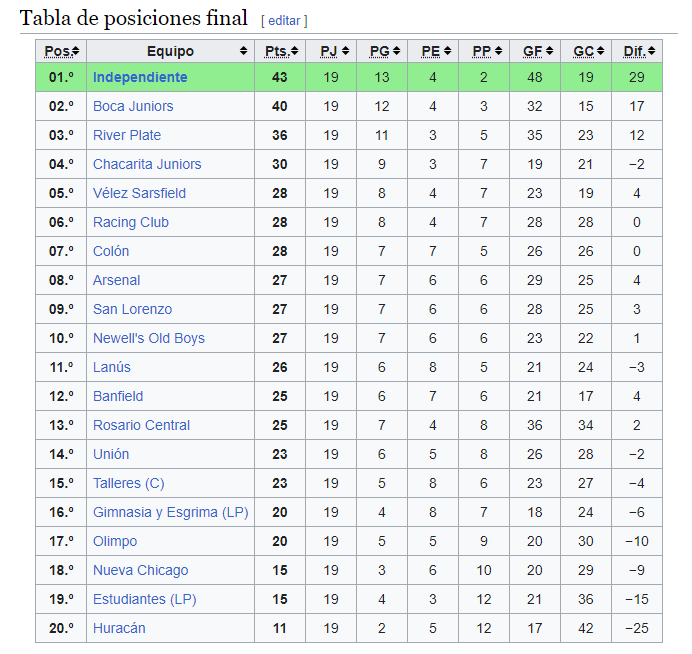 Tabla de posiciones final [ editar ]
Pos. Equipo Pts. PJ PG PE PP GF GC Dif.
01.º Independiente 43 19 13 4 2 48 19 29
02.º Boca Juniors 40 19 12 4 3 32 15 17
03.º River Plate 36 19 11 3 5 35 23 12
04.º Chacarita Juniors 30 19 9 3 7 19 21 −2
05.º Vélez Sarsfield 28 19 8 4 7 23 19 4
06.º Racing Club 28 19 8 4 7 28 28 0
07.º Colón 28 19 7 7 5 26 26 0
08.º Arsenal 27 19 7 6 6 29 25 4
09.º San Lorenzo 27 19 7 6 6 28 25 3
10.º Newell's Old Boys 27 19 7 6 6 23 22 1
11.º Lanús 26 19 6 8 5 21 24 −3
12.º Banfield 25 19 6 7 6 21 17 4
13.º Rosario Central 25 19 7 4 8 36 34 2
14.º Unión 23 19 6 5 8 26 28 −2
15.º Talleres (C) 23 19 5 8 6 23 27 −4
16.º Gimnasia y Esgrima (LP) 20 19 4 8 7 18 24 −6
17.º Olimpo 20 19 5 5 9 20 30 −10
18.º Nueva Chicago 15 19 3 6 10 20 29 −9
19.º Estudiantes (LP) 15 19 4 3 12 21 36 −15
20.º Huracán 11 19 2 5 12 17 42 −25